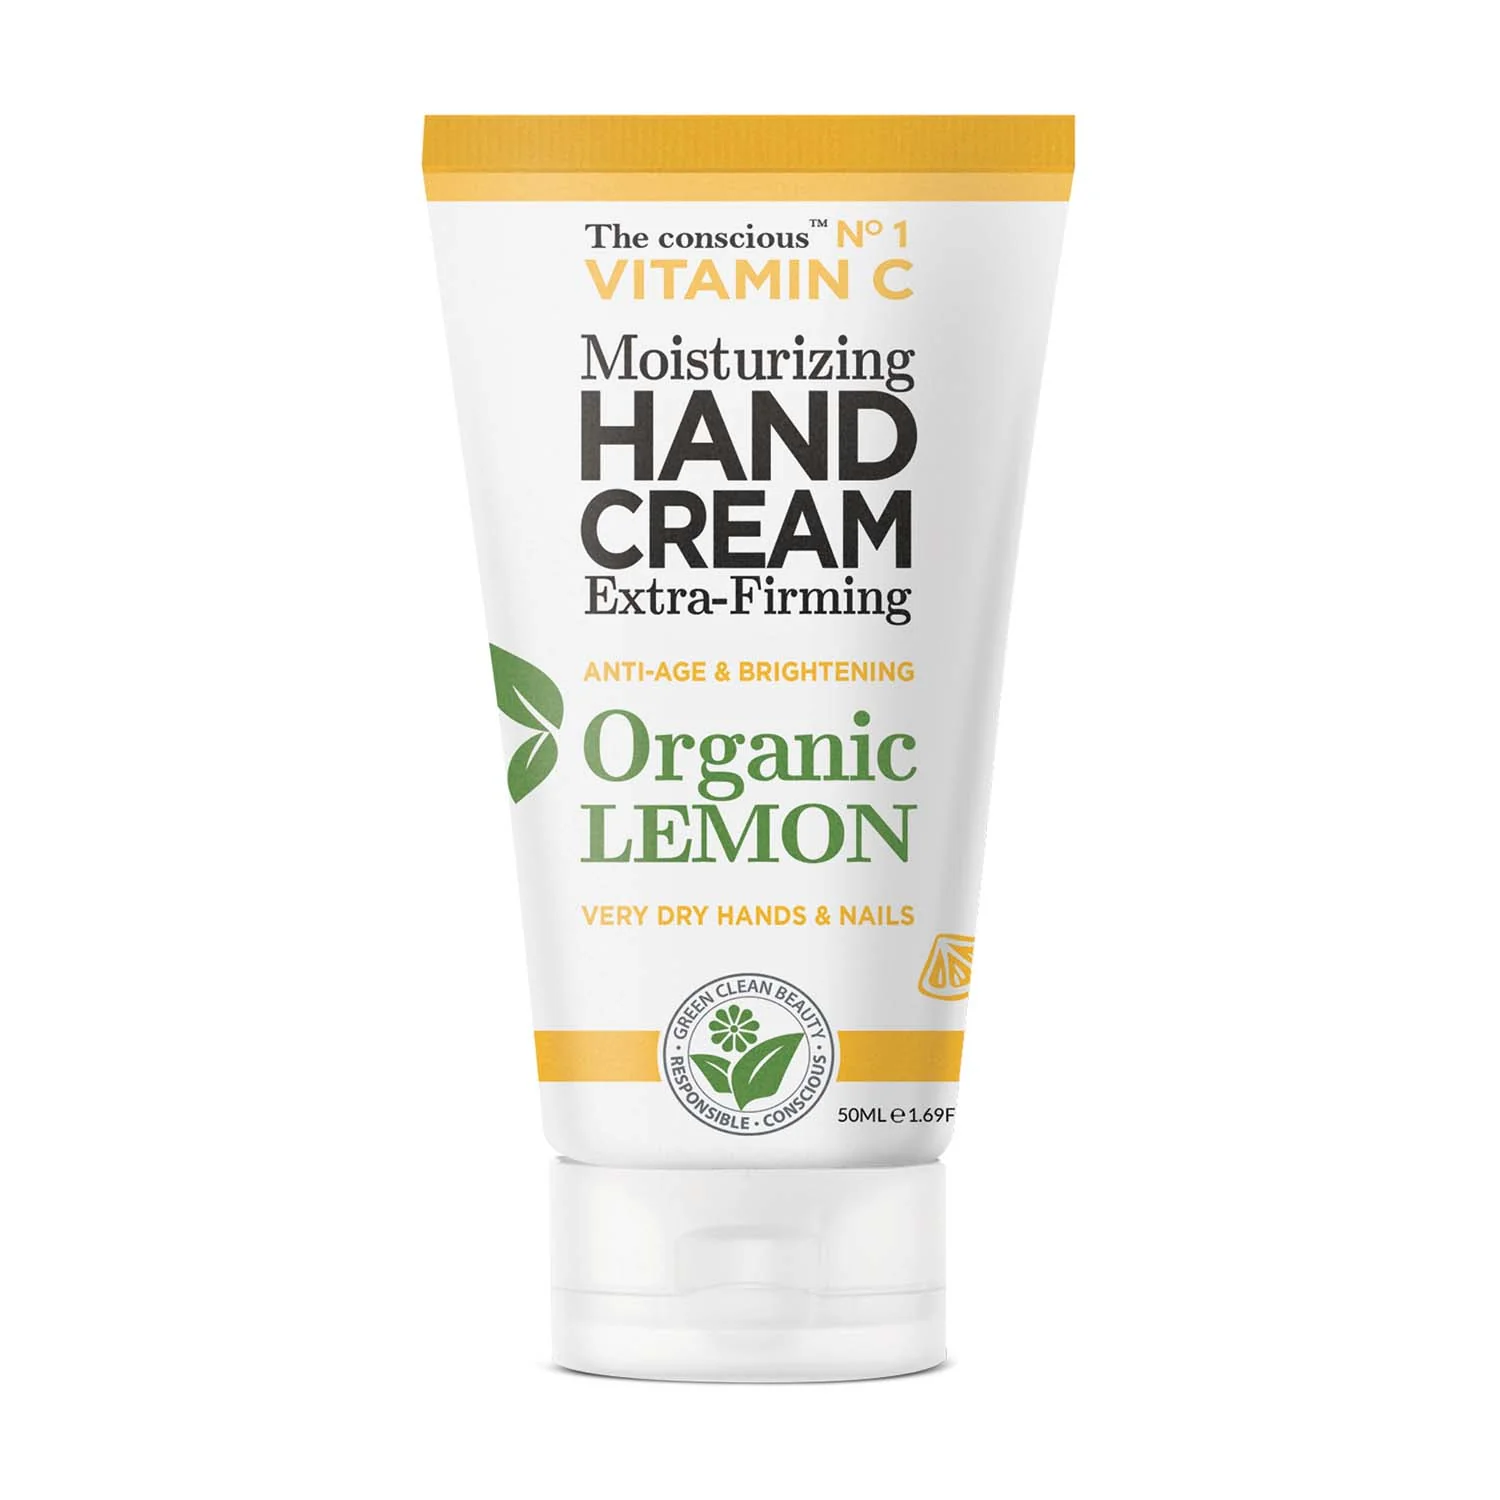 The conscious™ Nº 1
VITAMIN C
Moisturizing
HAND
CREAM
Extra-Firming
ANTI-AGE & BRIGHTENING
Organic
LEMON
VERY DRY HANDS & NAILS
GREEN CLEAN BEAUTY · CONSCIOUS · RESPONSIBLE ·
50ML ℮ 1.69F